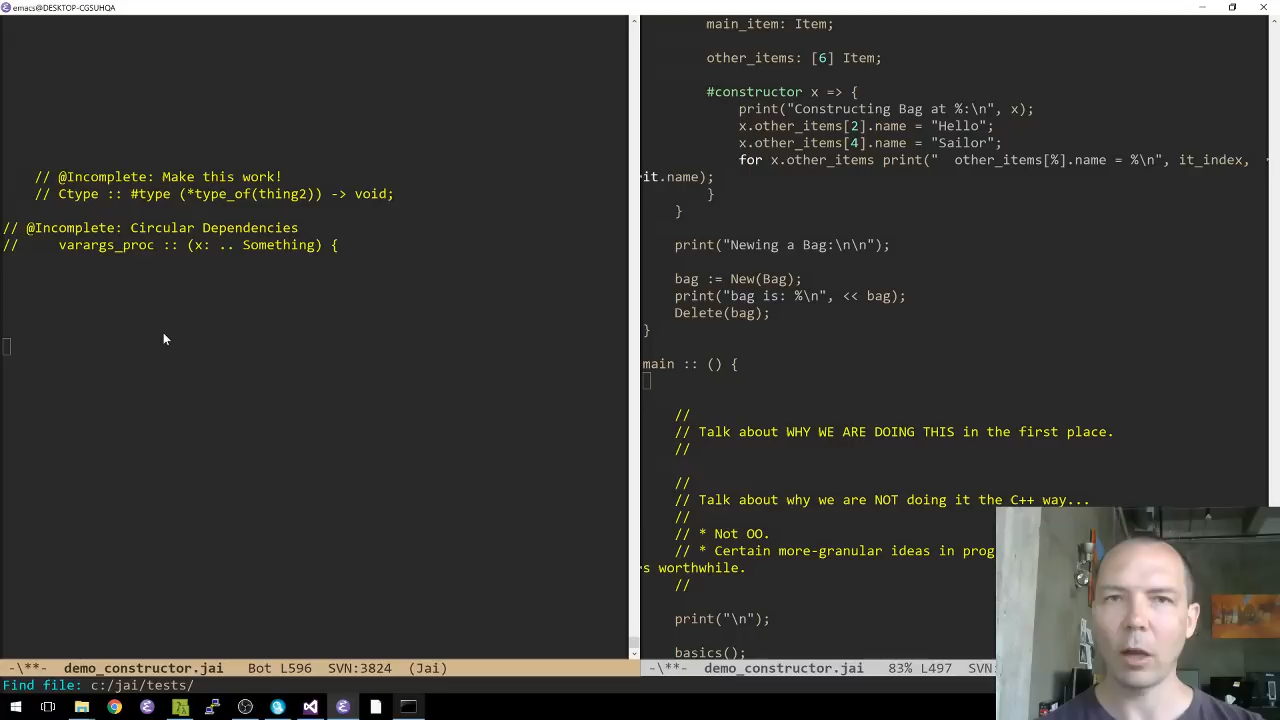 emacs@DESKTOP-CGSUHQA
// @Incomplete: Make this work!
// Ctype :: #type (*type_of(thing2)) -> void;
// @Incomplete: Circular Dependencies
//     varargs_proc :: (x: .. Something) {
-\**-  demo_constructor.jai   Bot L596   SVN:3824  (Jai)
main_item: Item;
other_items: [6] Item;
#constructor x => {
print("Constructing Bag at %:\n", x);
x.other_items[2].name = "Hello";
x.other_items[4].name = "Sailor";
for x.other_items print("  other_items[%].name = %\n", it_index,
it.name);
}
}
print("Newing a Bag:\n\n");
bag := New(Bag);
print("bag is: %\n", << bag);
Delete(bag);
}
main :: () {
//
// Talk about WHY WE ARE DOING THIS in the first place.
//
//
// Talk about why we are NOT doing it the C++ way...
//
// * Not OO.
// * Certain more-granular ideas in prog
s worthwhile.
//
print("\n");
basics();
-\**-  demo_constructor.jai   83% L497   SVN:
Find file: c:/jai/tests/